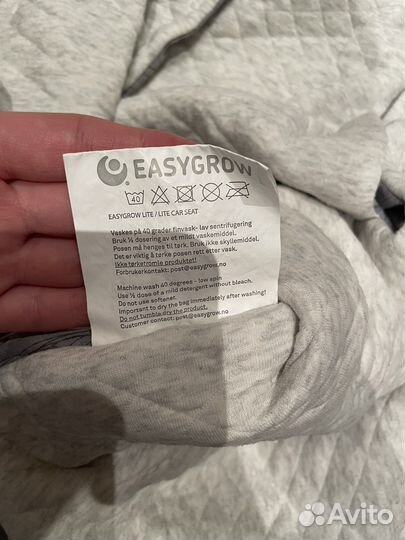 EASYGROW
40
EASYGROW LITE / LITE CAR SEAT
Vaskes på 40 grader finvask- lav sentrifugering
Bruk ½ dosering av et mildt vaskemiddel.
Posen må henges til tørk. Bruk ikke skyllemiddel.
Det er viktig å tørke posen rett etter vask.
Ikke tørketromle produktet!
Forbrukerkontakt: post@easygrow.no
Machine wash 40 degrees - low spin
Use ½ dose of a mild detergent without bleach.
Do not use softener.
Important to dry the bag immediately after washing!
Do not tumble dry the product.
Customer contact: post@easygrow.no
Avito